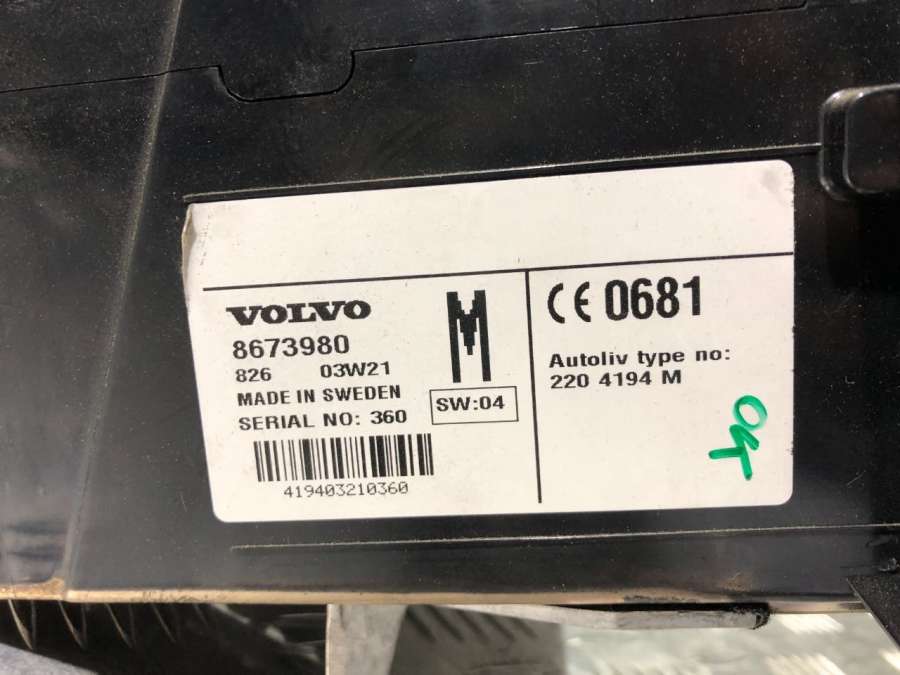 VOLVO
8673980
826 03W21
MADE IN SWEDEN
SERIAL NO: 360
419403210360
M
SW:04
CE 0681
Autoliv type no:
220 4194 M